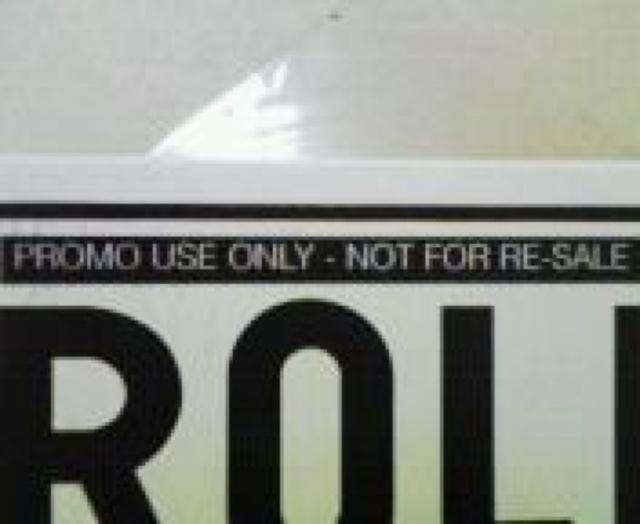 PROMO USE ONLY - NOT FOR RE-SALE
ROL